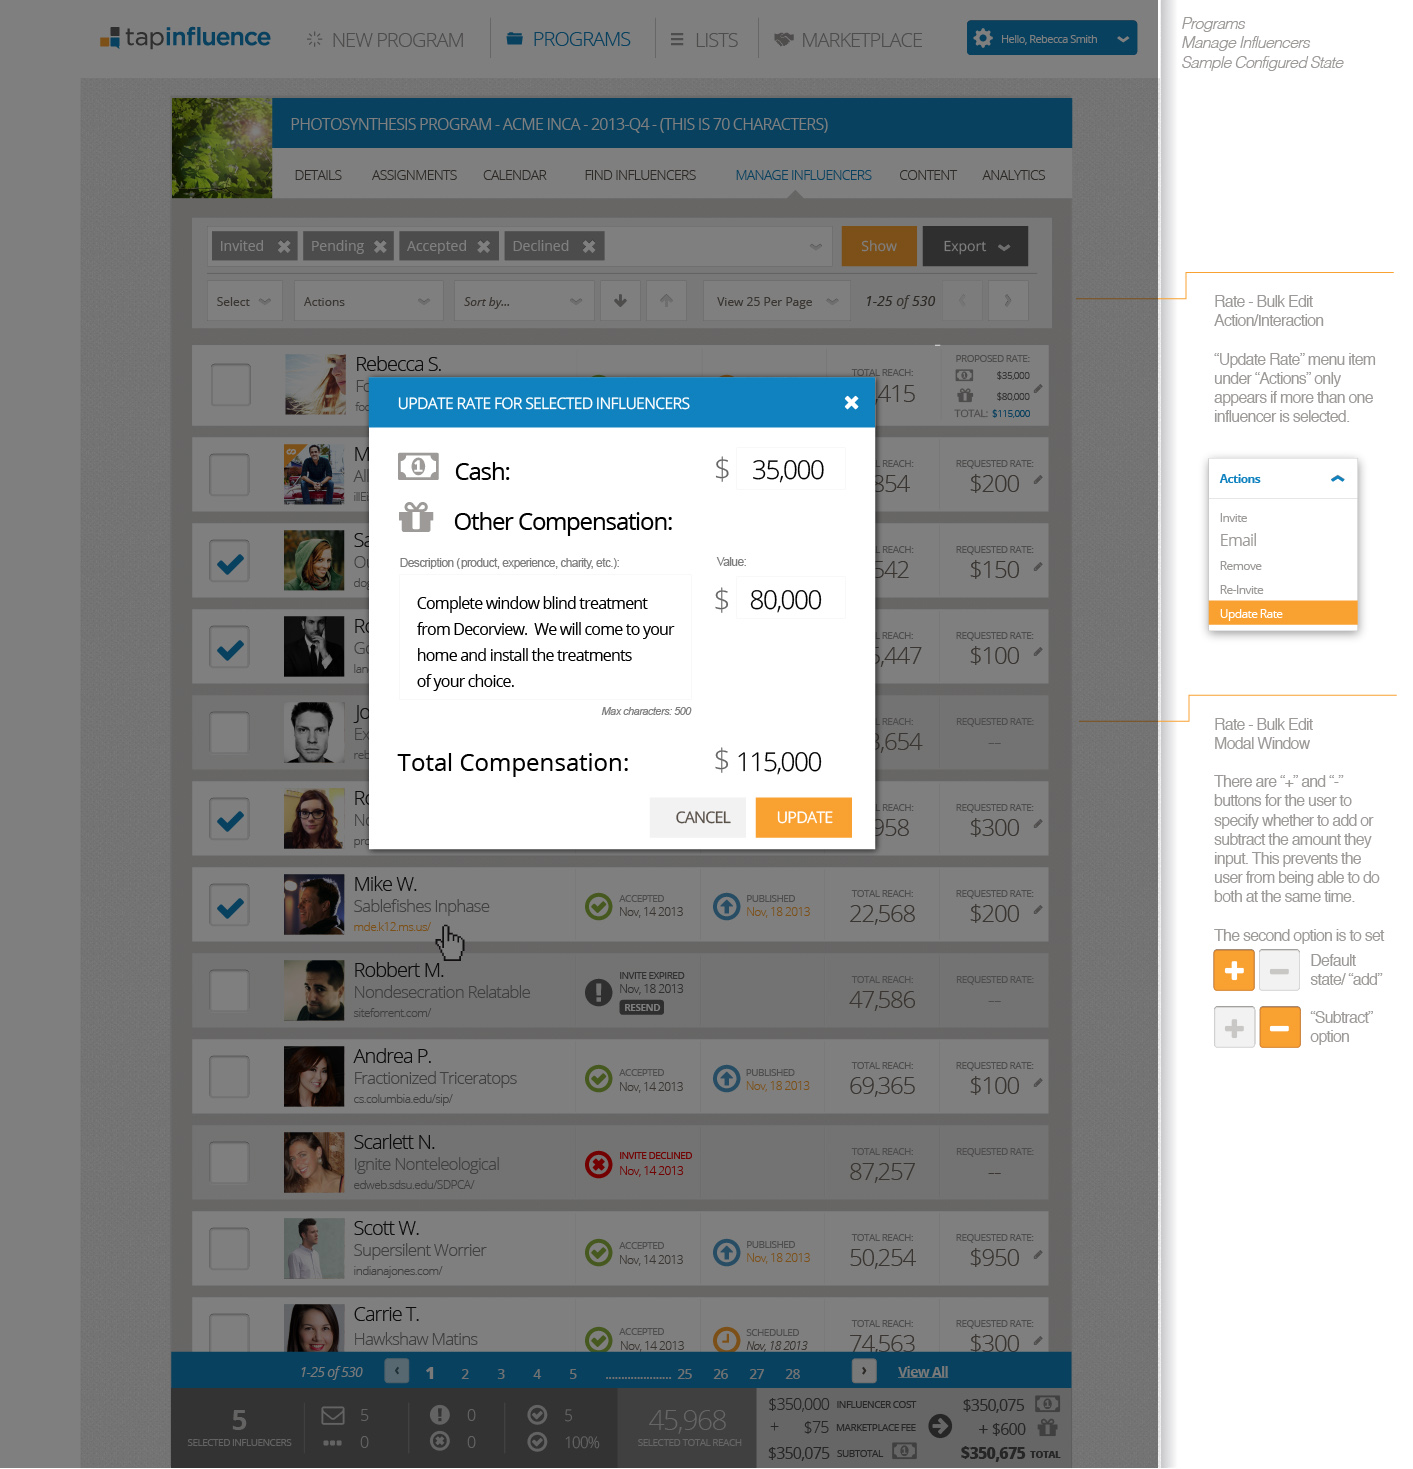 tapinfluence
NEW PROGRAM
PROGRAMS
LISTS
MARKETPLACE
Hello, Rebecca Smith
Programs
Manage Influencers
Sample Configured State
PHOTOSYNTHESIS PROGRAM - ACME INCA - 2013-Q4 - (THIS IS 70 CHARACTERS)
DETAILS
ASSIGNMENTS
CALENDAR
FIND INFLUENCERS
MANAGE INFLUENCERS
CONTENT
ANALYTICS
Invited
Pending
Accepted
Declined
Show
Export
Select
Actions
Sort by...
View 25 Per Page
1-25 of 530
Rate - Bulk Edit
Action/Interaction
“Update Rate” menu item
under “Actions” only
appears if more than one
influencer is selected.
Actions
Invite
Email
Remove
Re-Invite
Update Rate
Rate - Bulk Edit
Modal Window
There are “+” and “-”
buttons for the user to
specify whether to add or
subtract the amount they
input. This prevents the
user from being able to do
both at the same time.
The second option is to set
Default
state/ “add”
“Subtract”
option
Rebecca S.
TOTAL REACH:
,415
PROPOSED RATE:
$35,000
$80,000
TOTAL: $115,000
UPDATE RATE FOR SELECTED INFLUENCERS
Cash:
$ 35,000
Other Compensation:
Description (product, experience, charity, etc.):
Value:
Complete window blind treatment
from Decorview. We will come to your
home and install the treatments
of your choice.
$ 80,000
Max characters: 500
Total Compensation:
$ 115,000
CANCEL
UPDATE
REACH:
854
REQUESTED RATE:
$200
REACH:
542
REQUESTED RATE:
$150
REACH:
5,447
REQUESTED RATE:
$100
REACH:
3,654
REQUESTED RATE:
---
REACH:
958
REQUESTED RATE:
$300
Mike W.
Sablefishes Inphase
mde.k12.ms.us/
ACCEPTED
Nov, 14 2013
PUBLISHED
Nov, 18 2013
TOTAL REACH:
22,568
REQUESTED RATE:
$200
Robbert M.
Nondesecration Relatable
siteforrent.com/
INVITE EXPIRED
Nov, 18 2013
RESEND
TOTAL REACH:
47,586
REQUESTED RATE:
---
Andrea P.
Fractionized Triceratops
cs.columbia.edu/sip/
ACCEPTED
Nov, 14 2013
PUBLISHED
Nov, 18 2013
TOTAL REACH:
69,365
REQUESTED RATE:
$100
Scarlett N.
Ignite Nonteleological
edweb.sdsu.edu/SDPCA/
INVITE DECLINED
Nov, 14 2013
TOTAL REACH:
87,257
REQUESTED RATE:
---
Scott W.
Supersilent Worrier
indianajones.com/
ACCEPTED
Nov, 14 2013
PUBLISHED
Nov, 18 2013
TOTAL REACH:
50,254
REQUESTED RATE:
$950
Carrie T.
Hawkshaw Matins
ACCEPTED
Nov, 14 2013
SCHEDULED
Nov, 18 2013
TOTAL REACH:
74,563
REQUESTED RATE:
$300
1-25 of 530
1 2 3 4 5 ...................... 25 26 27 28
View All
5
SELECTED INFLUENCERS
5
0
0
0
5
100%
45,968
SELECTED TOTAL REACH
$350,000 INFLUENCER COST
+ $75 MARKETPLACE FEE
$350,075 SUBTOTAL
$350,075
+ $600
$350,675 TOTAL